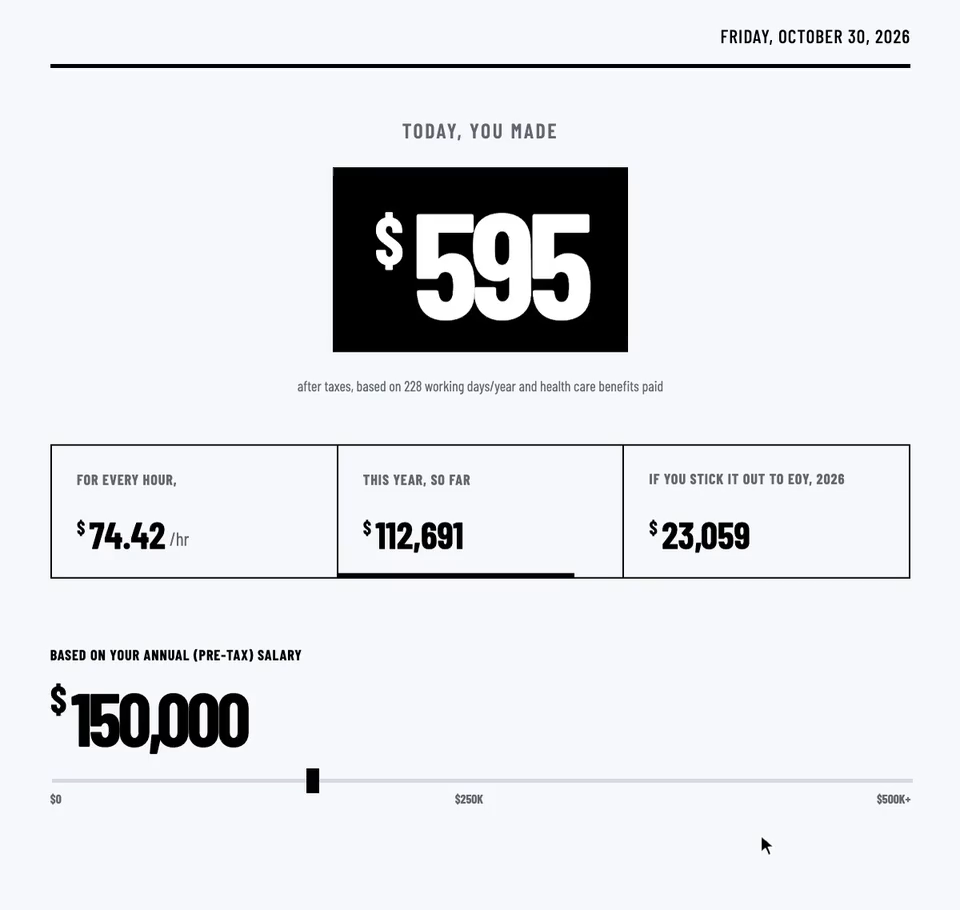 FRIDAY, OCTOBER 30, 2026
TODAY, YOU MADE
$595
after taxes, based on 228 working days/year and health care benefits paid
FOR EVERY HOUR,
$74.42 /hr
THIS YEAR, SO FAR
$112,691
IF YOU STICK IT OUT TO EOY, 2026
$23,059
BASED ON YOUR ANNUAL (PRE-TAX) SALARY
$150,000
$0 $250K $500K+